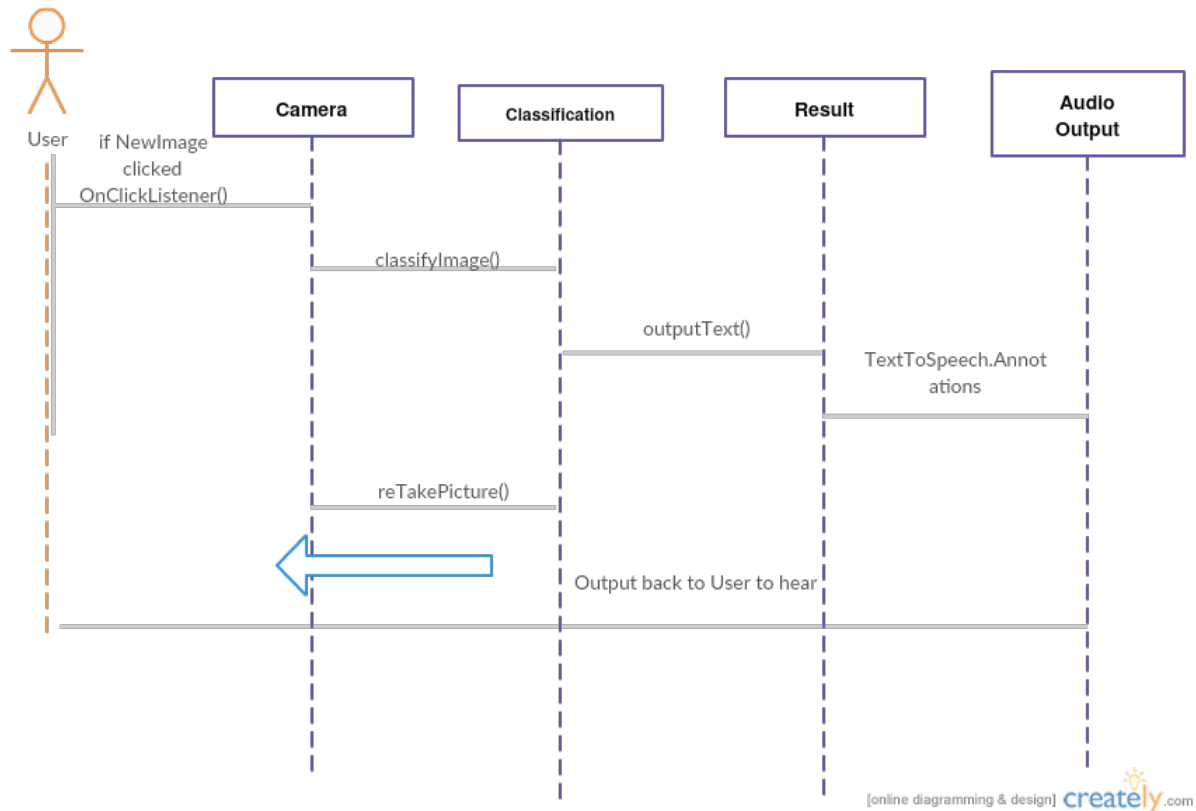 User
Camera
Classification
Result
Audio
Output
if NewImage
clicked
OnClickListener()
classifyImage()
outputText()
TextToSpeech.Annot
ations
reTakePicture()
Output back to User to hear
[online diagramming & design] creately.com